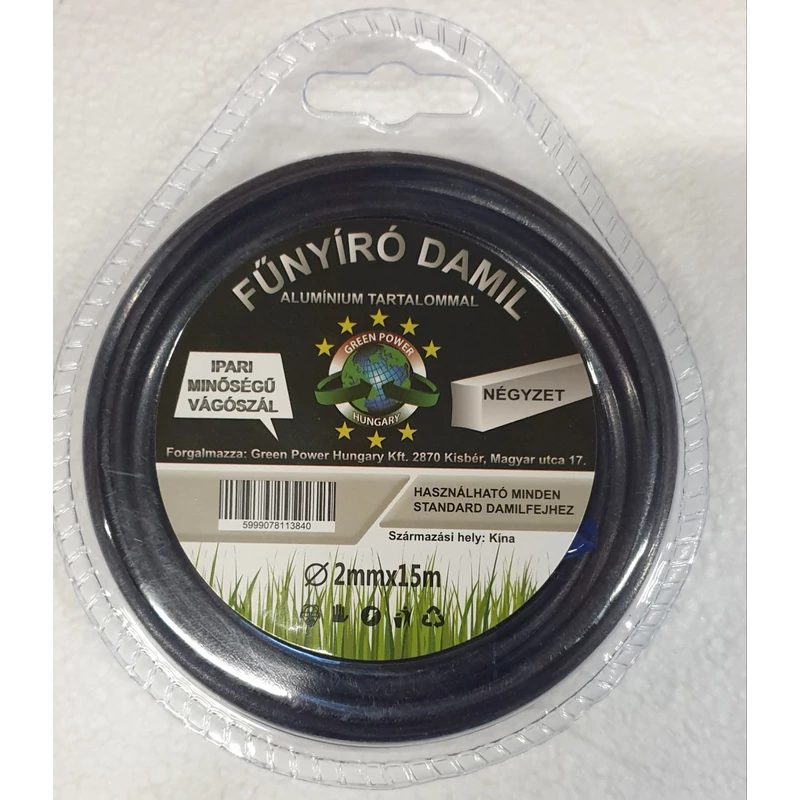 FŰNYÍRÓ DAMIL
ALUMÍNIUM TARTALOMMAL
GREEN POWER
HUNGARY
IPARI
MINŐSÉGŰ
VÁGÓSZÁL
NÉGYZET
Forgalmazza: Green Power Hungary Kft. 2870 Kisbér, Magyar utca 17.
5999078113840
HASZNÁLHATÓ MINDEN
STANDARD DAMILFEJHEZ
Származási hely: Kína
Ø 2mmx15m